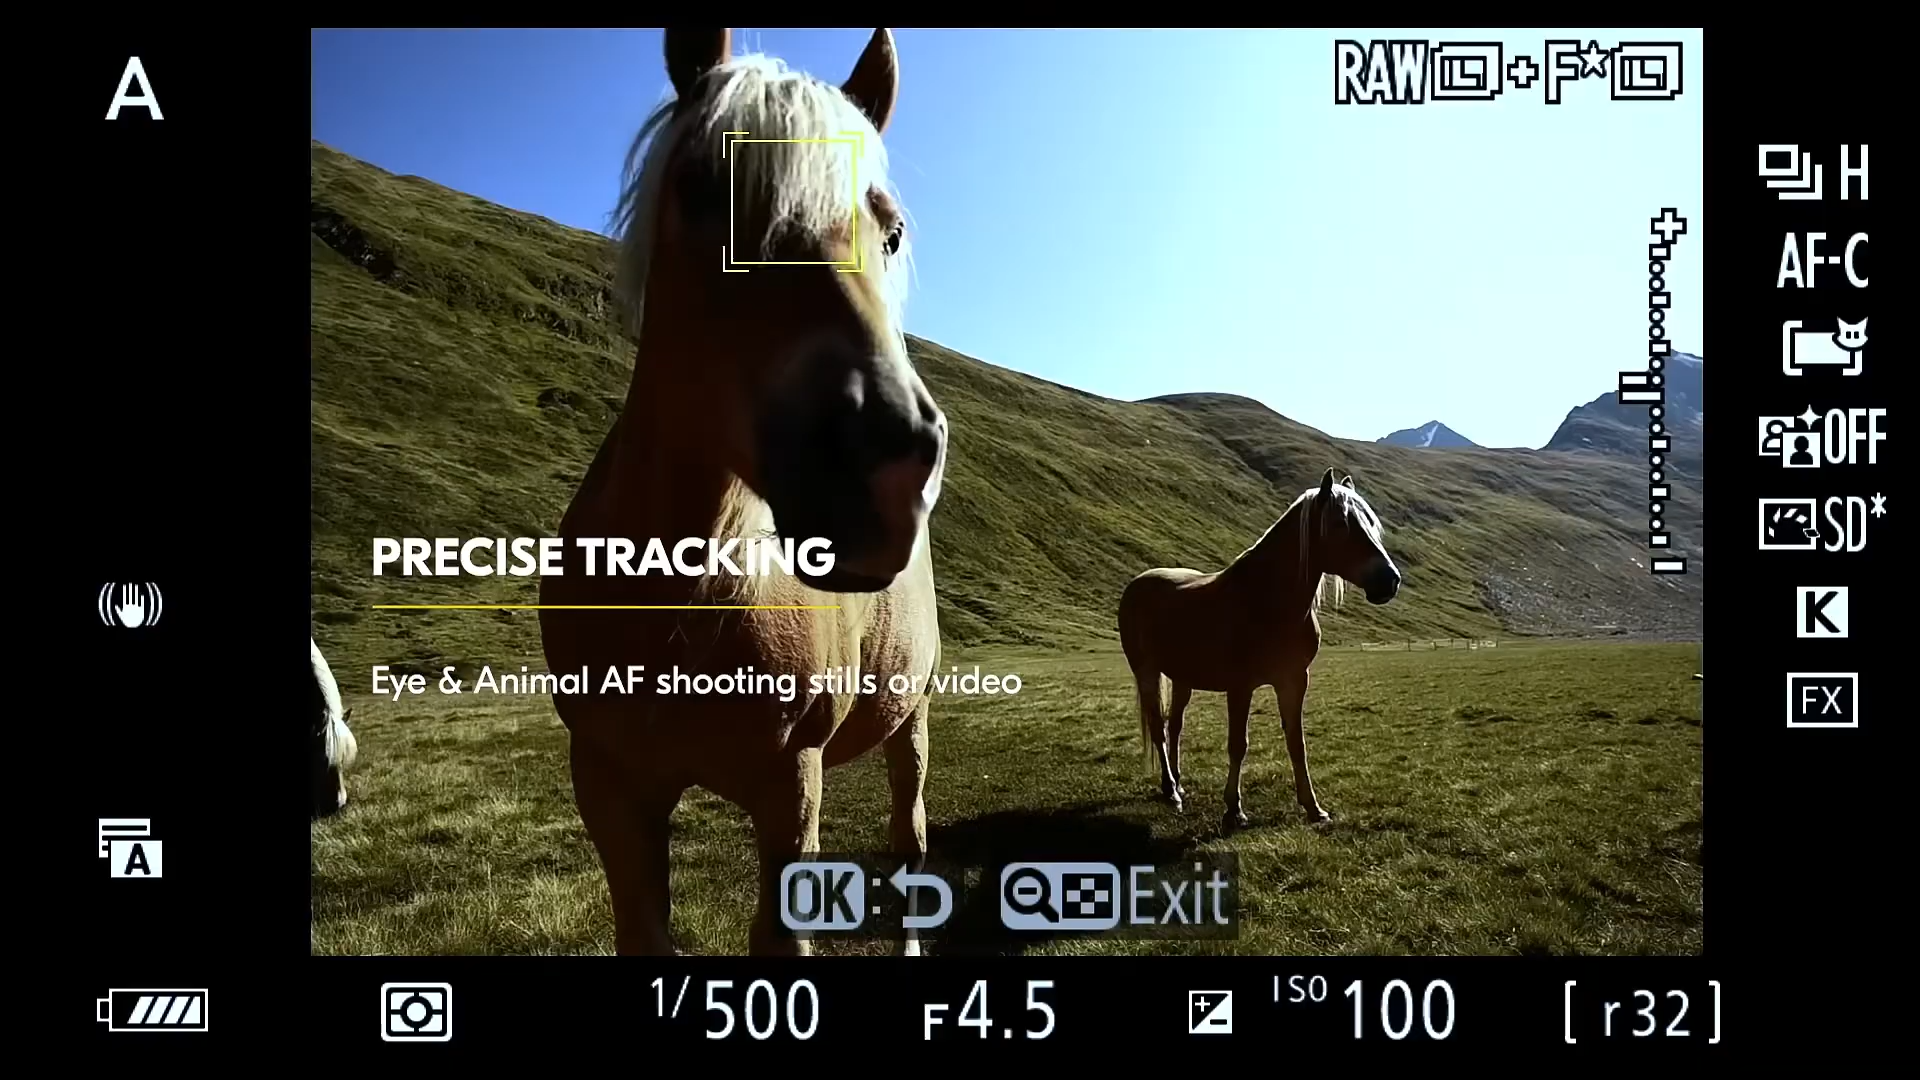 A
RAW L + F★ L
H
AF-C
OFF
SD*
K
FX
PRECISE TRACKING
Eye & Animal AF shooting stills or video
A
OK: Exit
1/500 F4.5 ISO 100 [r32]